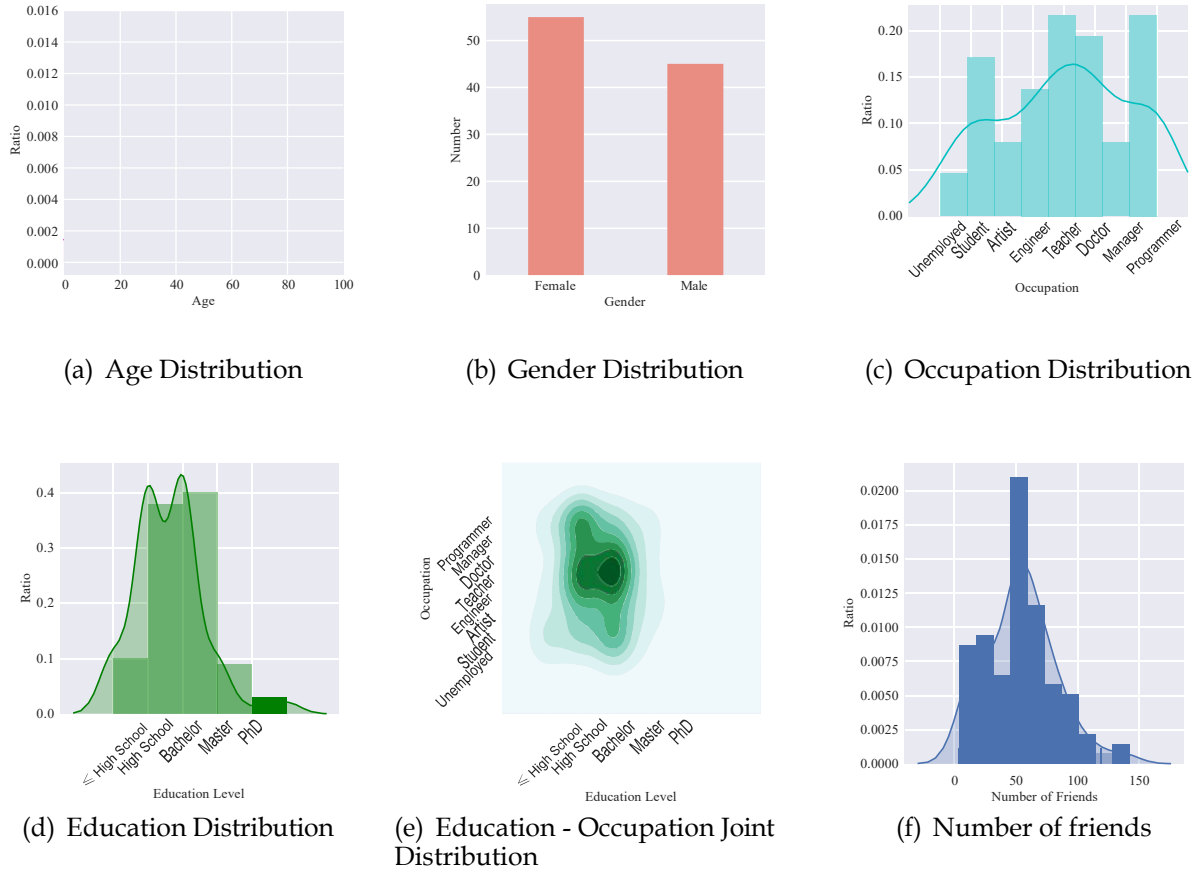 0.016
0.014
0.012
0.010
0.008
0.006
0.004
0.002
0.000
Ratio
0 20 40 60 80 100
Age
(a) Age Distribution
50
40
30
20
10
0
Number
Female Male
Gender
(b) Gender Distribution
0.20
0.15
0.10
0.05
0.00
Ratio
Unemployed Student Artist Engineer Teacher Doctor Manager Programmer
Occupation
(c) Occupation Distribution
0.4
0.3
0.4
0.1
0.0
Ratio
≤ High School High School Bachelor Master PhD
Education Level
(d) Education Distribution
Programmer
Manager
Doctor
Teacher
Engineer
Artist
Student
Unemployed
Occupation
≤ High School High School Bachelor Master PhD
Education Level
(e) Education - Occupation Joint
Distribution
0.0200
0.0175
0.0150
0.0125
0.0100
0.0075
0.0050
0.0025
0.0000
Ratio
0 50 100 150
Number of Friends
(f) Number of friends